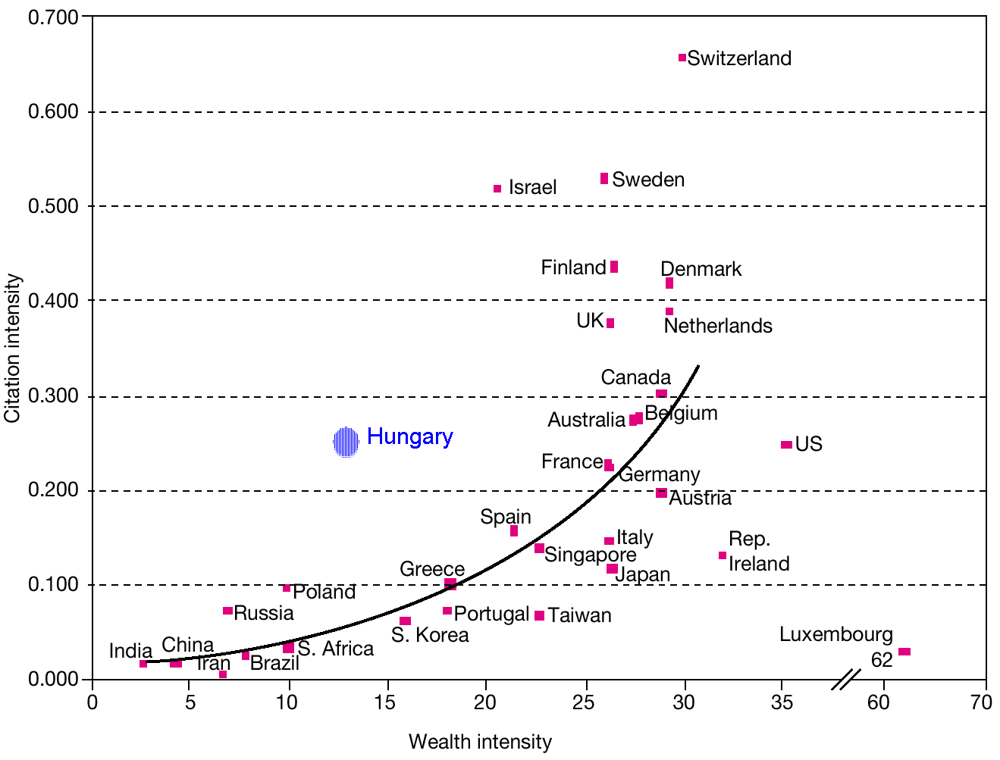 0.700
Switzerland
0.600
Israel
Sweden
0.500
Finland
Denmark
0.400
UK
Netherlands
Citation intensity
Canada
0.300
Australia
Belgium
Hungary
US
France
Germany
0.200
Austria
Spain
Italy
Rep.
Ireland
Singapore
Greece
Japan
0.100
Poland
Russia
Portugal
Taiwan
S. Korea
Luxembourg
62
India
China
S. Africa
Iran
Brazil
0.000
0 5 10 15 20 25 30 35 60 70
Wealth intensity